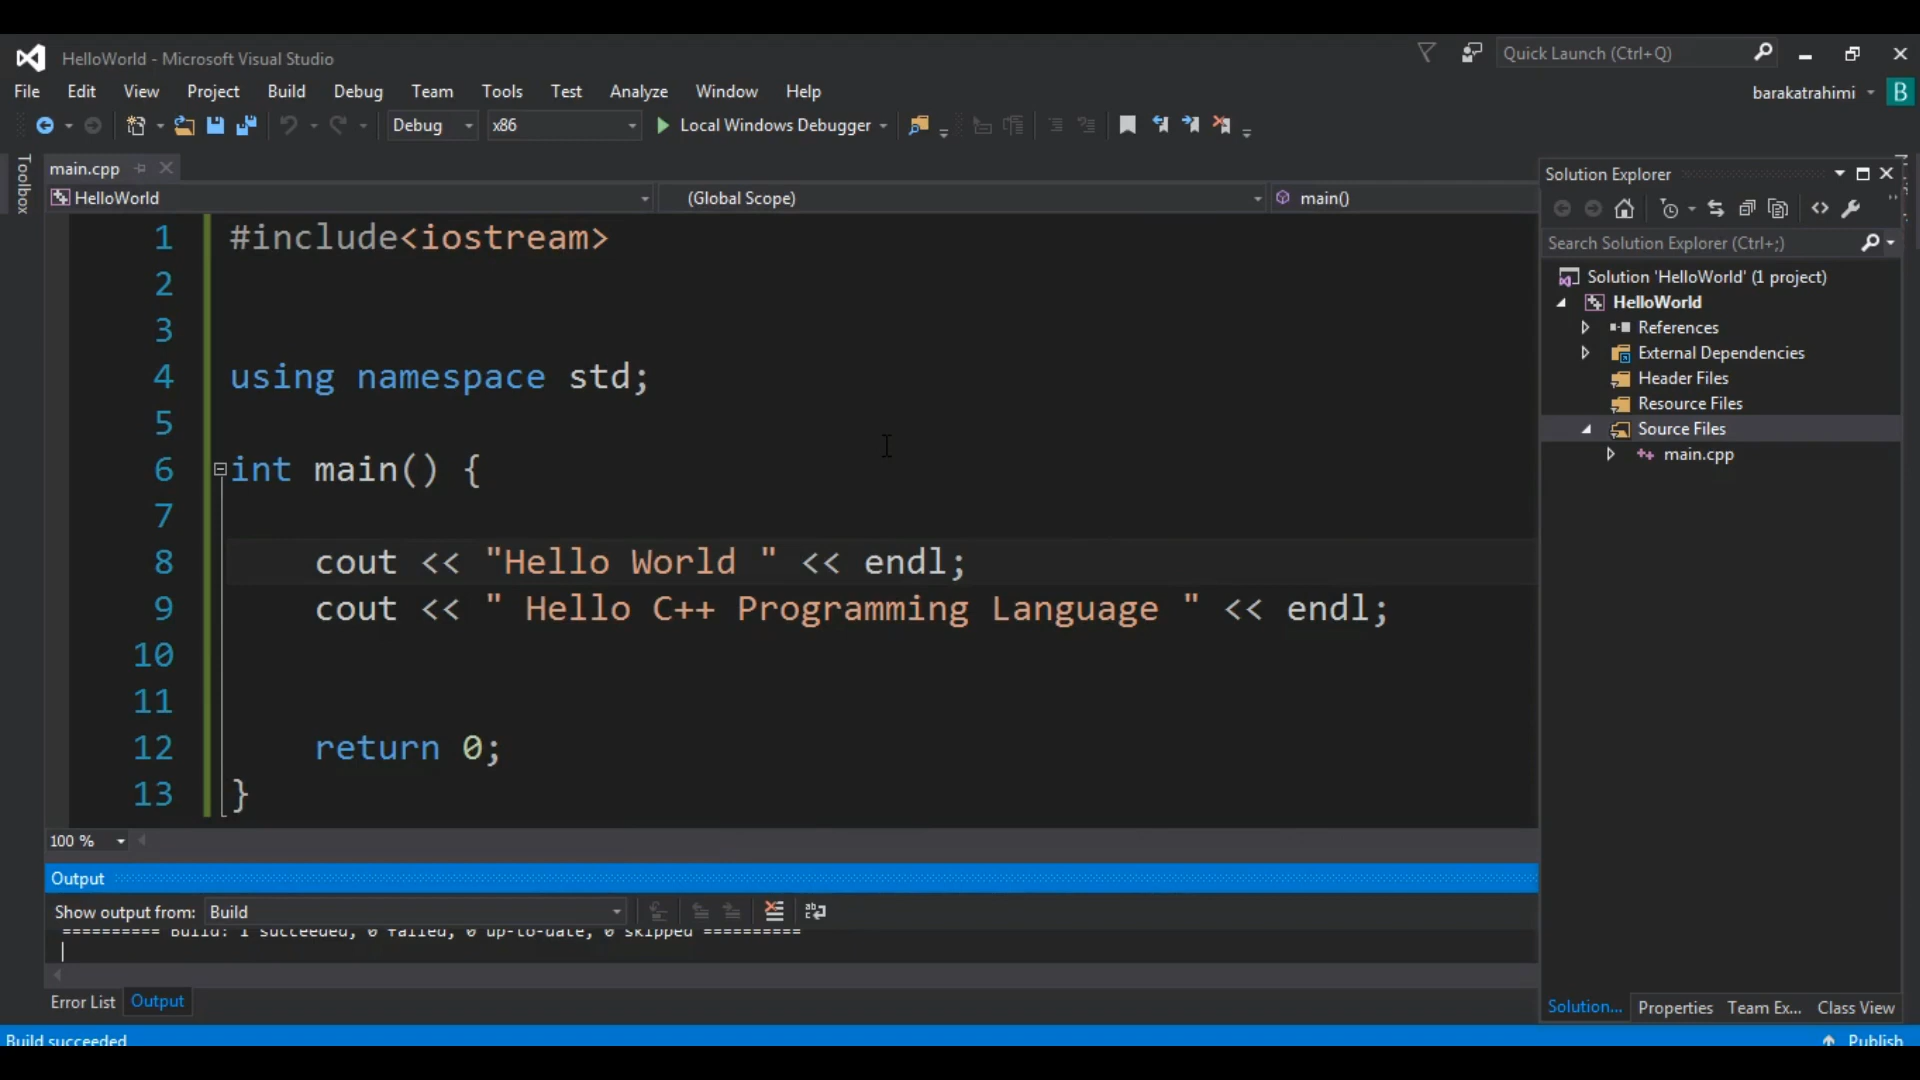 HelloWorld - Microsoft Visual Studio
Quick Launch (Ctrl+Q)
File Edit View Project Build Debug Team Tools Test Analyze Window Help
barakatrahimi B
Debug x86 Local Windows Debugger
Toolbox
main.cpp
HelloWorld (Global Scope) main()
1 #include<iostream>
2
3
4 using namespace std;
5
6 int main() {
7
8 cout << "Hello World " << endl;
9 cout << " Hello C++ Programming Language " << endl;
10
11
12 return 0;
13 }
100 %
Output
Show output from: Build
========== Build: 1 succeeded, 0 failed, 0 up-to-date, 0 skipped ==========
Error List Output
Build succeeded
Solution Explorer
Search Solution Explorer (Ctrl+;)
Solution 'HelloWorld' (1 project)
HelloWorld
References
External Dependencies
Header Files
Resource Files
Source Files
main.cpp
Solution... Properties Team Ex... Class View
Publish